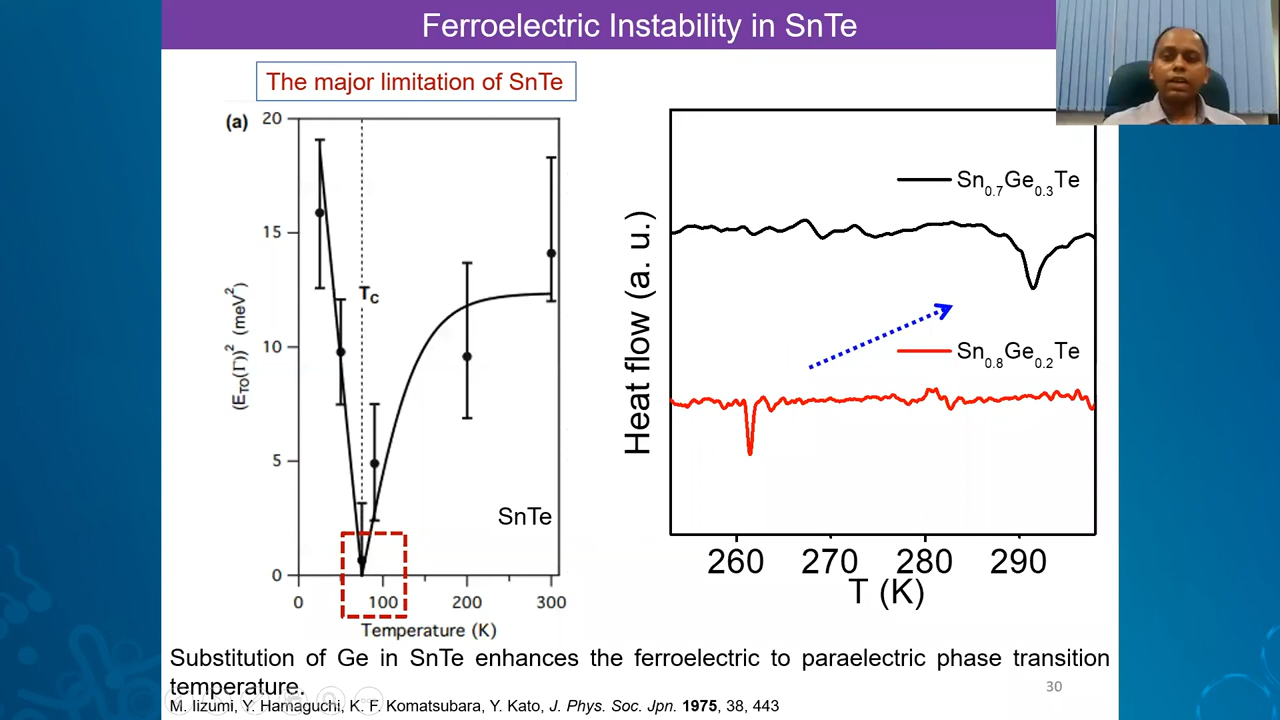 Ferroelectric Instability in SnTe
The major limitation of SnTe
(a)
20
15
10
5
0
(E_TO(Γ))² (meV²)
T_C
SnTe
0
100
200
300
Temperature (K)
Heat flow (a. u.)
Sn₀.₇Ge₀.₃Te
Sn₀.₈Ge₀.₂Te
260 270 280 290
T (K)
Substitution of Ge in SnTe enhances the ferroelectric to paraelectric phase transition
temperature.
30
M. Iizumi, Y. Hamaguchi, K. F. Komatsubara, Y. Kato, J. Phys. Soc. Jpn. 1975, 38, 443